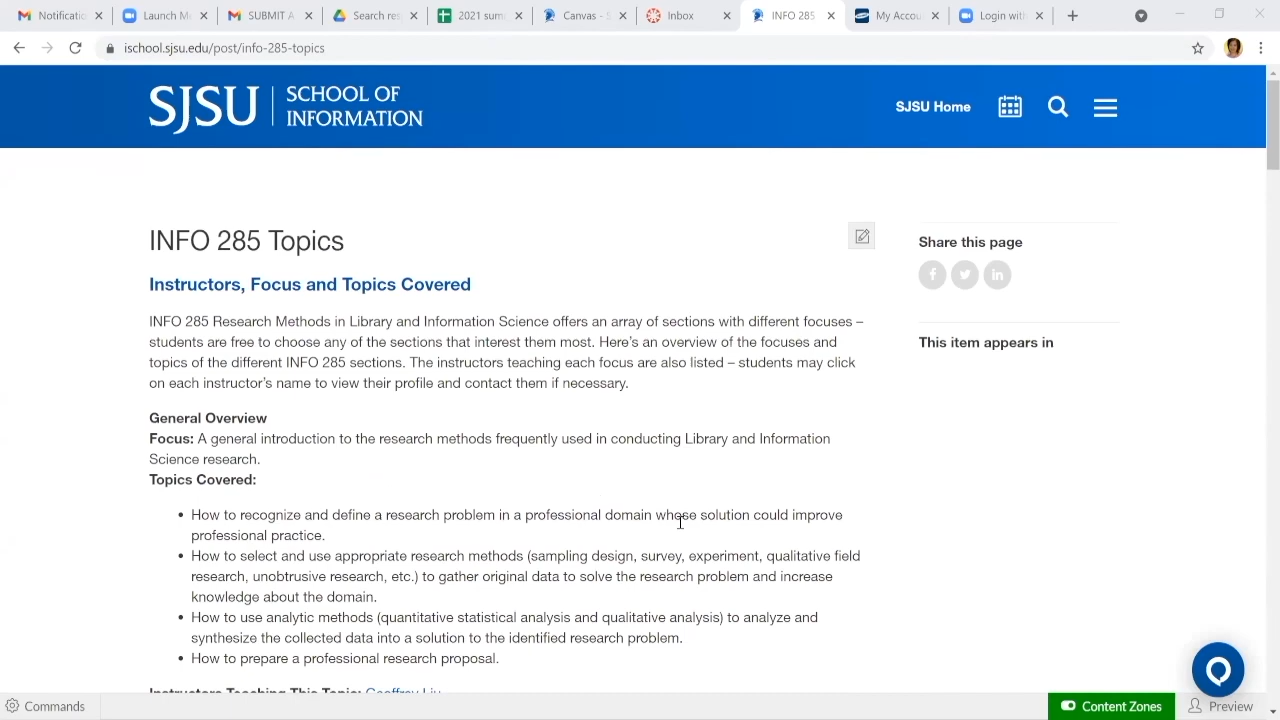 Notificatio
Launch M
SUBMIT A
Search res
2021 sum
Canvas - S
Inbox
INFO 285
My Accou
Login with
ischool.sjsu.edu/post/info-285-topics
SJSU
SCHOOL OF
INFORMATION
SJSU Home
INFO 285 Topics
Instructors, Focus and Topics Covered
INFO 285 Research Methods in Library and Information Science offers an array of sections with different focuses –
students are free to choose any of the sections that interest them most. Here’s an overview of the focuses and
topics of the different INFO 285 sections. The instructors teaching each focus are also listed – students may click
on each instructor’s name to view their profile and contact them if necessary.
General Overview
Focus: A general introduction to the research methods frequently used in conducting Library and Information
Science research.
Topics Covered:
• How to recognize and define a research problem in a professional domain whose solution could improve
professional practice.
• How to select and use appropriate research methods (sampling design, survey, experiment, qualitative field
research, unobtrusive research, etc.) to gather original data to solve the research problem and increase
knowledge about the domain.
• How to use analytic methods (quantitative statistical analysis and qualitative analysis) to analyze and
synthesize the collected data into a solution to the identified research problem.
• How to prepare a professional research proposal.
Instructors Teaching This Topic: Geoffrey Liu
Share this page
This item appears in
Commands
Content Zones
Preview